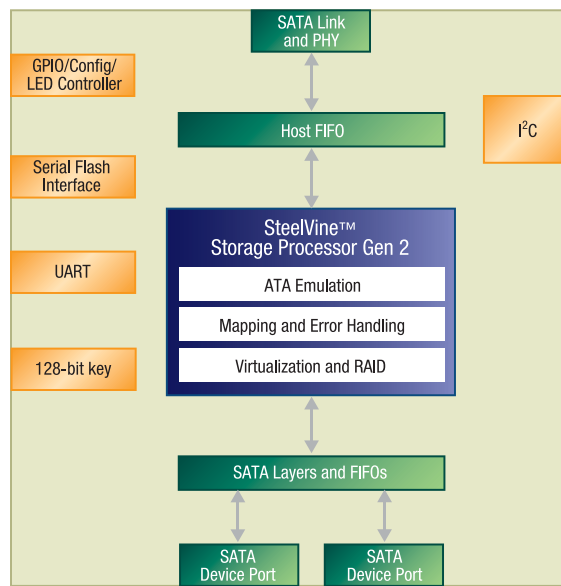 SATA Link
and PHY
GPIO/Config/
LED Controller
Host FIFO
I²C
Serial Flash
Interface
SteelVine™
Storage Processor Gen 2
UART
ATA Emulation
Mapping and Error Handling
128-bit key
Virtualization and RAID
SATA Layers and FIFOs
SATA
Device Port
SATA
Device Port